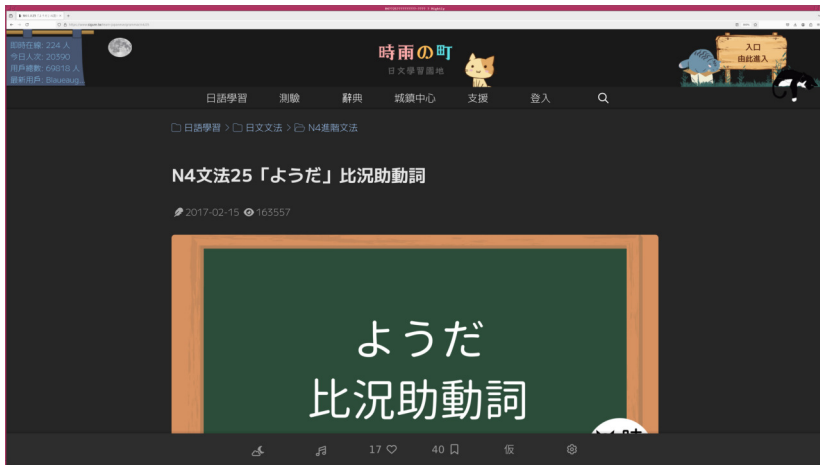 即時在線: 224 人
今日人次: 20590
用戶總數: 69818 人
時雨の町
日文學習園地
入口
由此進入
日語學習 測驗 辭典 城鎮中心 支援 登入
日語學習 > 日文文法 > N4進階文法
N4文法25「ようだ」比況助動詞
2017-02-15 163557
ようだ
比況助動詞
17 40 仮